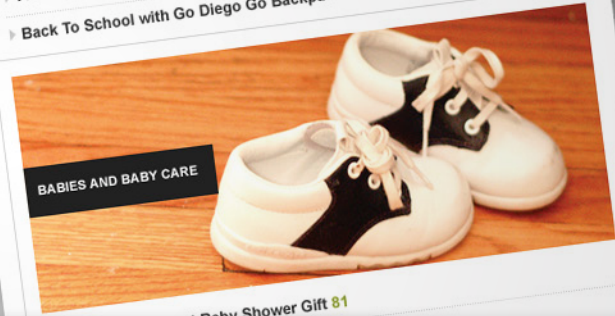 Back To School with Go Diego Go
BABIES AND BABY CARE
Baby Shower Gift 81